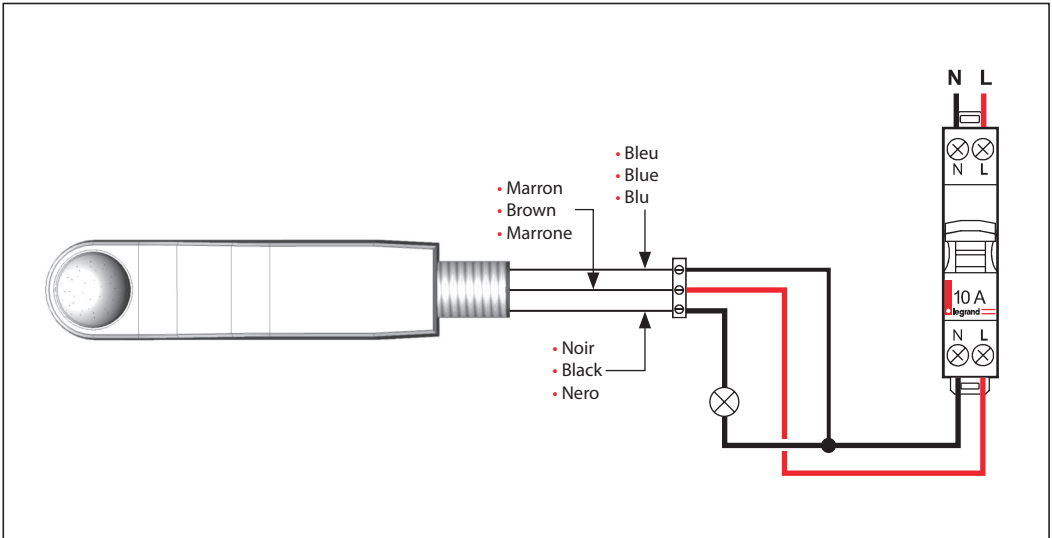 N L
N L
• Bleu
• Blue
• Blu
• Marron
• Brown
• Marrone
10 A
legrand
N L
• Noir
• Black
• Nero